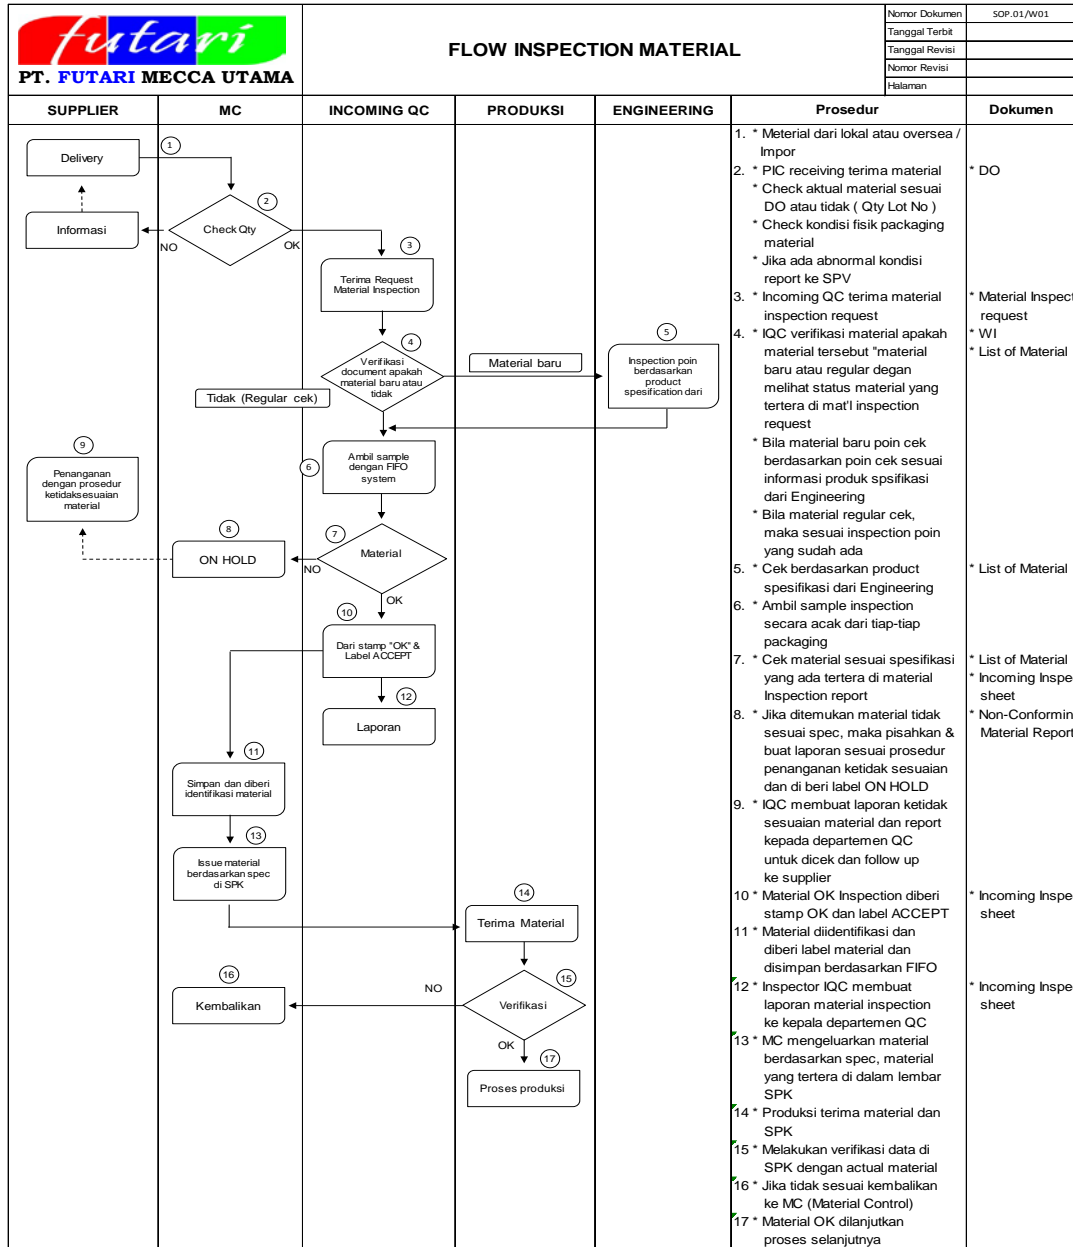 futari
PT. FUTARI MECCA UTAMA
FLOW INSPECTION MATERIAL
Nomor Dokumen
SOP.01/W01
Tanggal Terbit
Tanggal Revisi
Nomor Revisi
Halaman
SUPPLIER
MC
INCOMING QC
PRODUKSI
ENGINEERING
Prosedur
Dokumen
Delivery
1
Informasi
2
Check Qty
NO
OK
3
Terima Request
Material Inspection
4
Verifikasi
document apakah
material baru atau
tidak
Material baru
Tidak (Regular cek)
5
Inspection poin
berdasarkan
product
spesification dari
6
Ambil sample
dengan FIFO
system
7
Material
NO
OK
8
ON HOLD
9
Penanganan
dengan prosedur
ketidaksesuaian
material
10
Dari stamp "OK" &
Label ACCEPT
12
Laporan
11
Simpan dan diberi
identifikasi material
13
Issue material
berdasarkan spec
di SPK
14
Terima Material
15
Verifikasi
NO
OK
16
Kembalikan
17
Proses produksi
1. * Meterial dari lokal atau oversea /
Impor
2. * PIC receiving terima material
* Check aktual material sesuai
DO atau tidak ( Qty Lot No )
* Check kondisi fisik packaging
material
* Jika ada abnormal kondisi
report ke SPV
3. * Incoming QC terima material
inspection request
4. * IQC verifikasi material apakah
material tersebut "material
baru atau regular degan
melihat status material yang
tertera di mat'l inspection
request
* Bila material baru poin cek
berdasarkan poin cek sesuai
informasi produk spsifikasi
dari Engineering
* Bila material regular cek,
maka sesuai inspection poin
yang sudah ada
5. * Cek berdasarkan product
spesifikasi dari Engineering
6. * Ambil sample inspection
secara acak dari tiap-tiap
packaging
7. * Cek material sesuai spesifikasi
yang ada tertera di material
Inspection report
8. * Jika ditemukan material tidak
sesuai spec, maka pisahkan &
buat laporan sesuai prosedur
penanganan ketidak sesuaian
dan di beri label ON HOLD
9. * IQC membuat laporan ketidak
sesuaian material dan report
kepada departemen QC
untuk dicek dan follow up
ke supplier
10 * Material OK Inspection diberi
stamp OK dan label ACCEPT
11 * Material diidentifikasi dan
diberi label material dan
disimpan berdasarkan FIFO
12 * Inspector IQC membuat
laporan material inspection
ke kepala departemen QC
13 * MC mengeluarkan material
berdasarkan spec, material
yang tertera di dalam lembar
SPK
14 * Produksi terima material dan
SPK
15 * Melakukan verifikasi data di
SPK dengan actual material
16 * Jika tidak sesuai kembalikan
ke MC (Material Control)
17 * Material OK dilanjutkan
proses selanjutnya
* DO
* Material Inspect
request
* WI
* List of Material
* List of Material
* List of Material
* Incoming Inspe
sheet
* Non-Conformin
Material Report
* Incoming Inspe
sheet
* Incoming Inspe
sheet